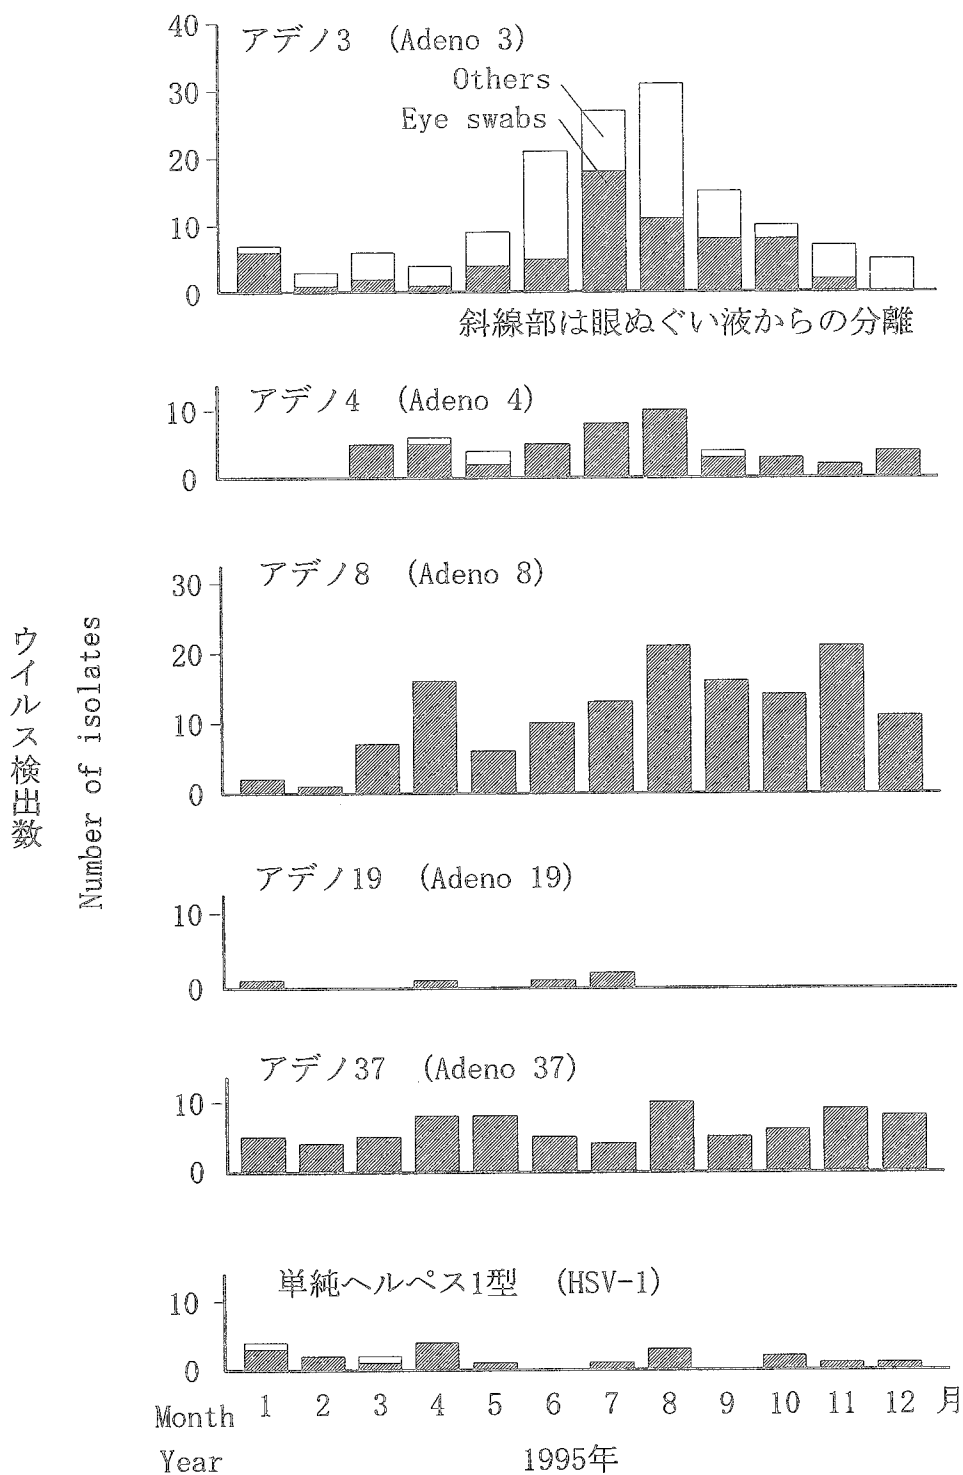 アデノ3 (Adeno 3)
40
30
20
10
0
Others
Eye swabs
斜線部は眼ぬぐい液からの分離
アデノ4 (Adeno 4)
10
0
アデノ8 (Adeno 8)
30
20
10
0
ウイルス検出数
Number of isolates
アデノ19 (Adeno 19)
10
0
アデノ37 (Adeno 37)
10
0
単純ヘルペス1型 (HSV-1)
10
0
Month 1 2 3 4 5 6 7 8 9 10 11 12 月
Year 1995年